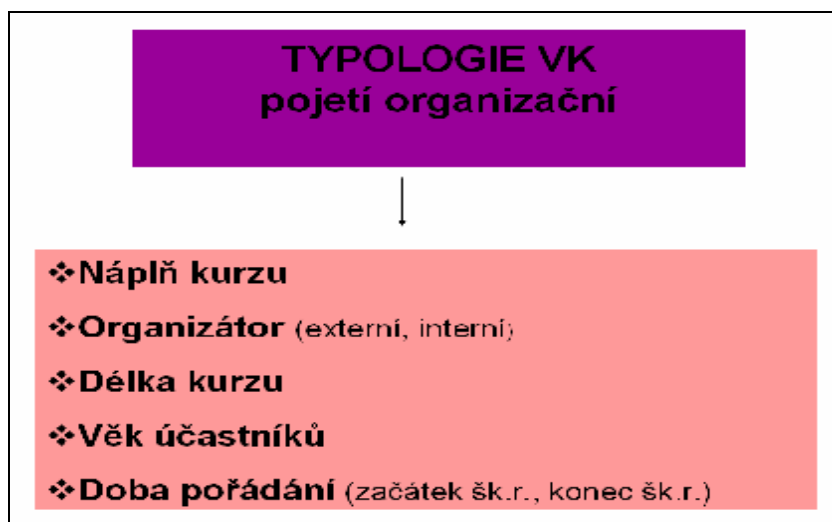 TYPOLOGIE VK
pojetí organizační
❖Náplň kurzu
❖Organizátor (externí, interní)
❖Délka kurzu
❖Věk účastníků
❖Doba pořádání (začátek šk.r., konec šk.r.)